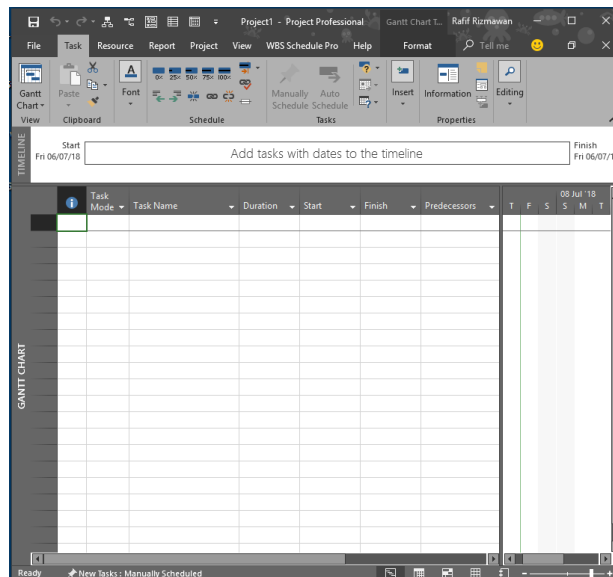 Project1 - Project Professional
Gantt Chart T...
Rafif Rizmawan
File Task Resource Report Project View WBS Schedule Pro Help Format Tell me
0% 25% 50% 75% 100%
Gantt Chart
Paste
Font
Manually Schedule
Auto Schedule
Insert
Information
Editing
View Clipboard Schedule Tasks Properties
TIMELINE
Start
Fri 06/07/18
Add tasks with dates to the timeline
Finish
Fri 06/07/1
Task Mode
Task Name
Duration
Start
Finish
Predecessors
08 Jul '18
T F S S M T
GANTT CHART
Ready
New Tasks : Manually Scheduled